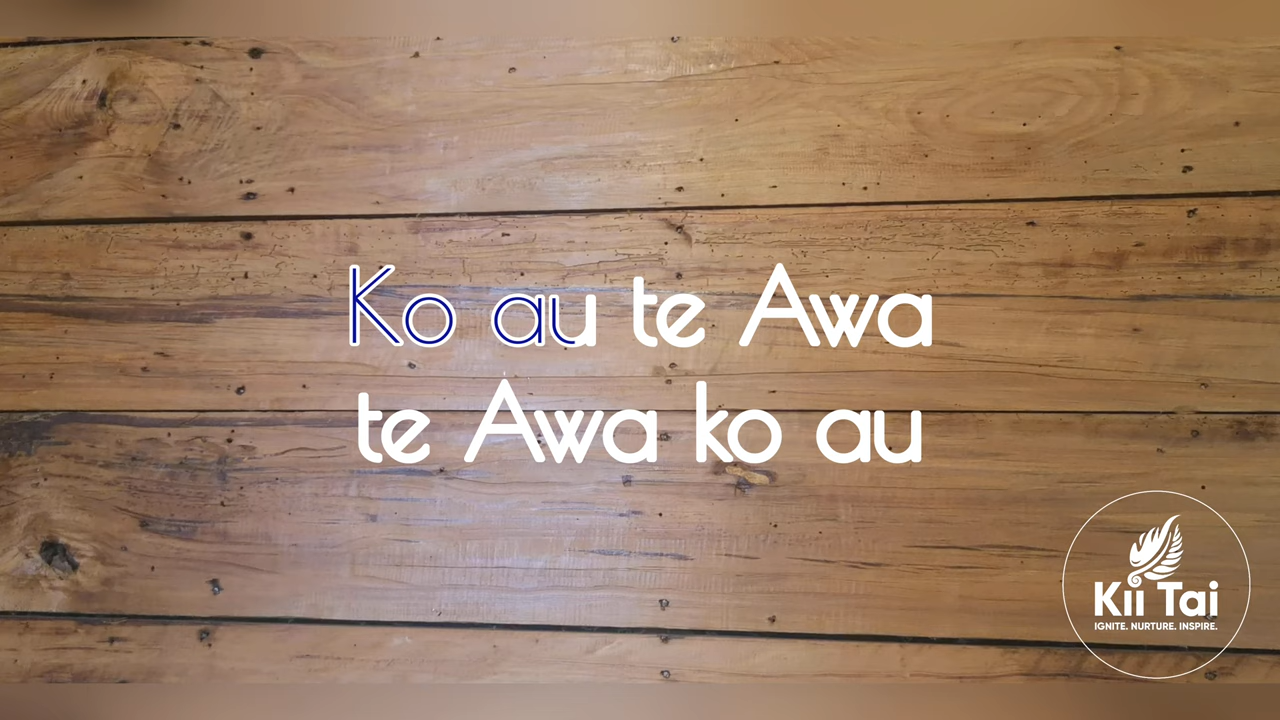 Ko au te Awa
te Awa ko au
Kii Tai
IGNITE. NURTURE. INSPIRE.